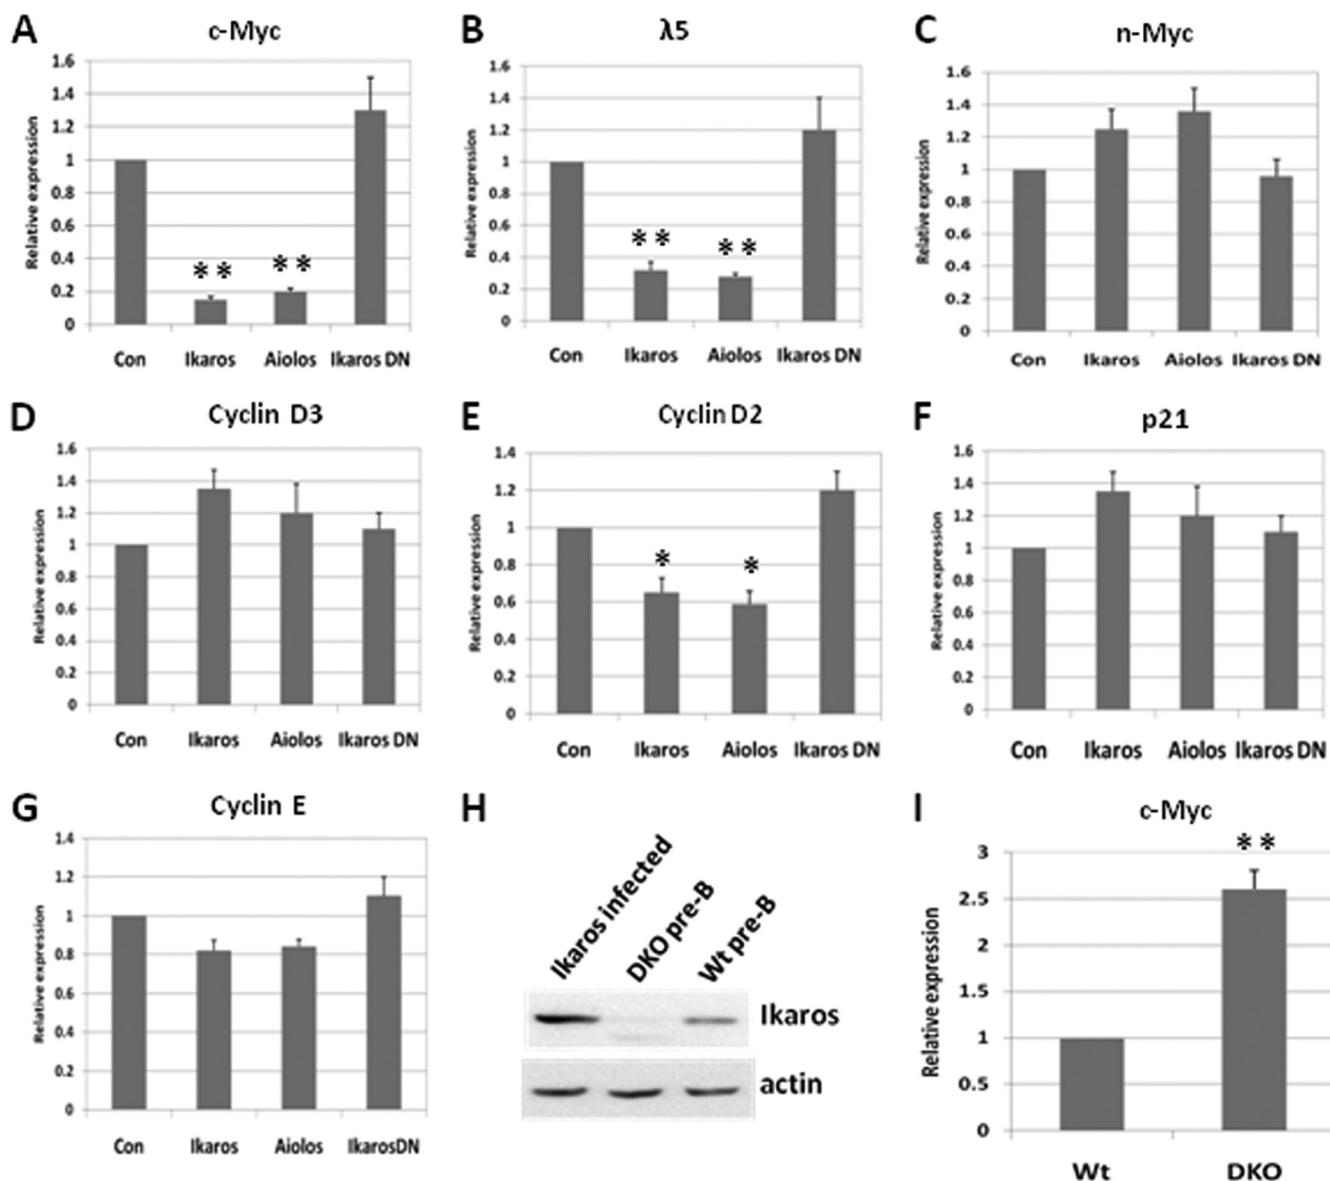 A
c-Myc
Relative expression
1.6
1.4
1.2
1
0.8
0.6
0.4
0.2
0
**
**
Con Ikaros Aiolos Ikaros DN
B
λ5
Relative expression
1.6
1.4
1.2
1
0.8
0.6
0.4
0.2
0
**
**
Con Ikaros Aiolos Ikaros DN
C
n-Myc
Relative expression
1.6
1.4
1.2
1
0.8
0.6
0.4
0.2
0
Con Ikaros Aiolos Ikaros DN
D
Cyclin D3
Relative expression
1.6
1.4
1.2
1
0.8
0.6
0.4
0.2
0
Con Ikaros Aiolos Ikaros DN
E
Cyclin D2
Relative expression
1.4
1.2
1
0.8
0.6
0.4
0.2
0
*
*
Con Ikaros Aiolos Ikaros DN
F
p21
Relative expression
1.6
1.4
1.2
1
0.8
0.6
0.4
0.2
0
Con Ikaros Aiolos Ikaros DN
G
Cyclin E
Relative expression
1.4
1.2
1
0.8
0.6
0.4
0.2
0
Con Ikaros Aiolos IkarosDN
H
Ikaros infected
DKO pre-B
Wt pre-B
Ikaros
actin
I
c-Myc
Relative expression
3
2.5
2
1.5
1
0.5
0
**
Wt DKO